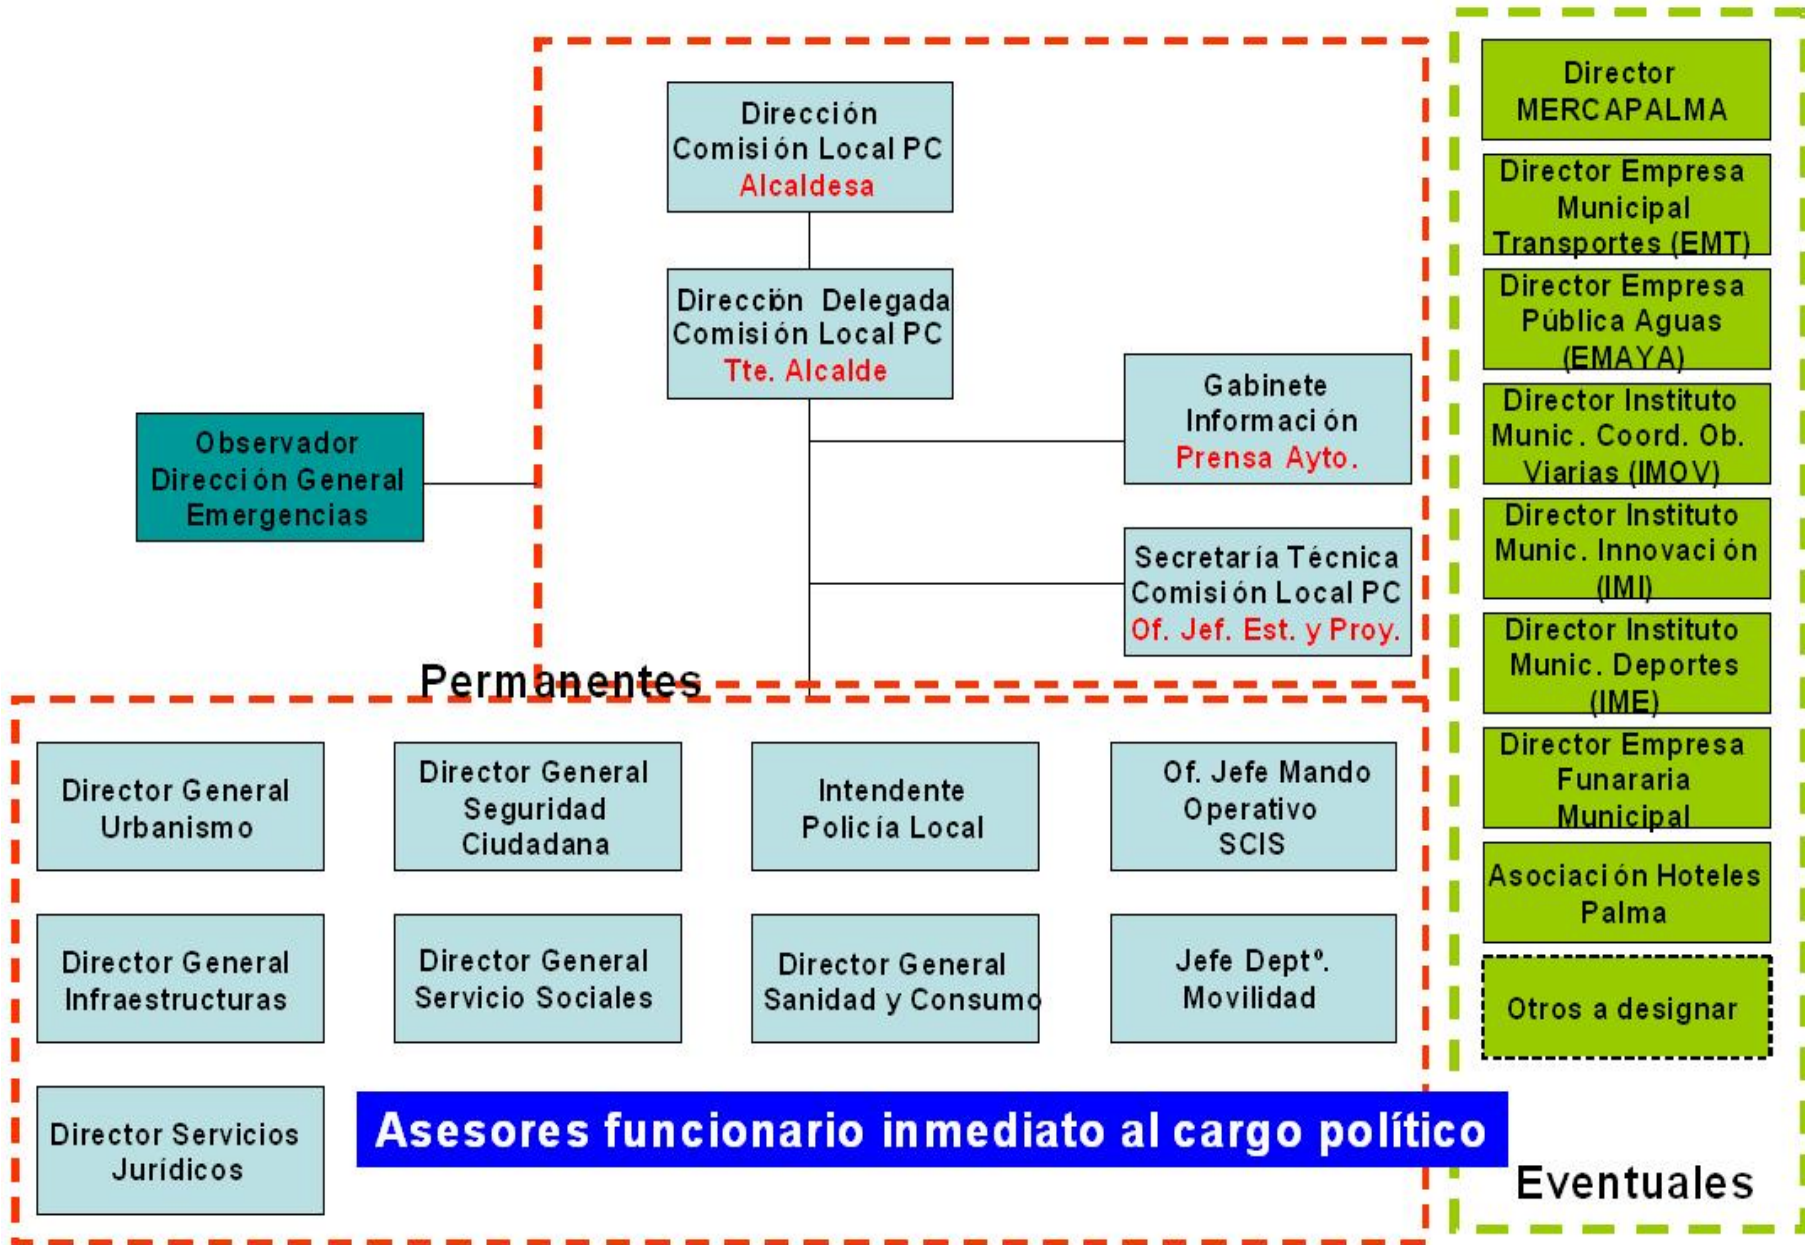 Dirección
Comisión Local PC
Alcaldesa
Dirección Delegada
Comisión Local PC
Tte. Alcalde
Gabinete
Información
Prensa Ayto.
Observador
Dirección General
Emergencias
Secretaría Técnica
Comisión Local PC
Of. Jef. Est. y Proy.
Permanentes
Director General
Urbanismo
Director General
Seguridad
Ciudadana
Intendente
Policía Local
Of. Jefe Mando
Operativo
SCIS
Director General
Infraestructuras
Director General
Servicio Sociales
Director General
Sanidad y Consumo
Jefe Deptº.
Movilidad
Director Servicios
Jurídicos
Asesores funcionario inmediato al cargo político
Director
MERCAPALMA
Director Empresa
Municipal
Transportes (EMT)
Director Empresa
Pública Aguas
(EMAYA)
Director Instituto
Munic. Coord. Ob.
Viarias (IMOV)
Director Instituto
Munic. Innovación
(IMI)
Director Instituto
Munic. Deportes
(IME)
Director Empresa
Funararia
Municipal
Asociación Hoteles
Palma
Otros a designar
Eventuales